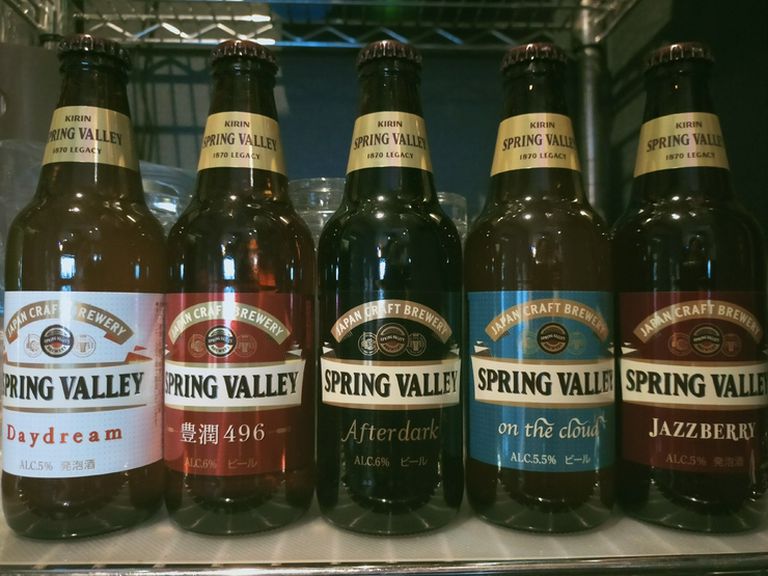 KIRIN
SPRING VALLEY
1870 LEGACY
JAPAN CRAFT BREWERY
SPRING VALLEY
Daydream
ALC.5% 発泡酒
KIRIN
SPRING VALLEY
1870 LEGACY
JAPAN CRAFT BREWERY
SPRING VALLEY
豊潤 496
ALC.6% ビール
KIRIN
SPRING VALLEY
1870 LEGACY
JAPAN CRAFT BREWERY
SPRING VALLEY
Afterdark
ALC.6% ビール
KIRIN
SPRING VALLEY
1870 LEGACY
JAPAN CRAFT BREWERY
SPRING VALLEY
on the cloud
ALC.5.5% ビール
KIRIN
SPRING VALLEY
1870 LEGACY
JAPAN CRAFT BREWERY
SPRING VALLEY
JAZZBERRY
ALC.5% 発泡酒